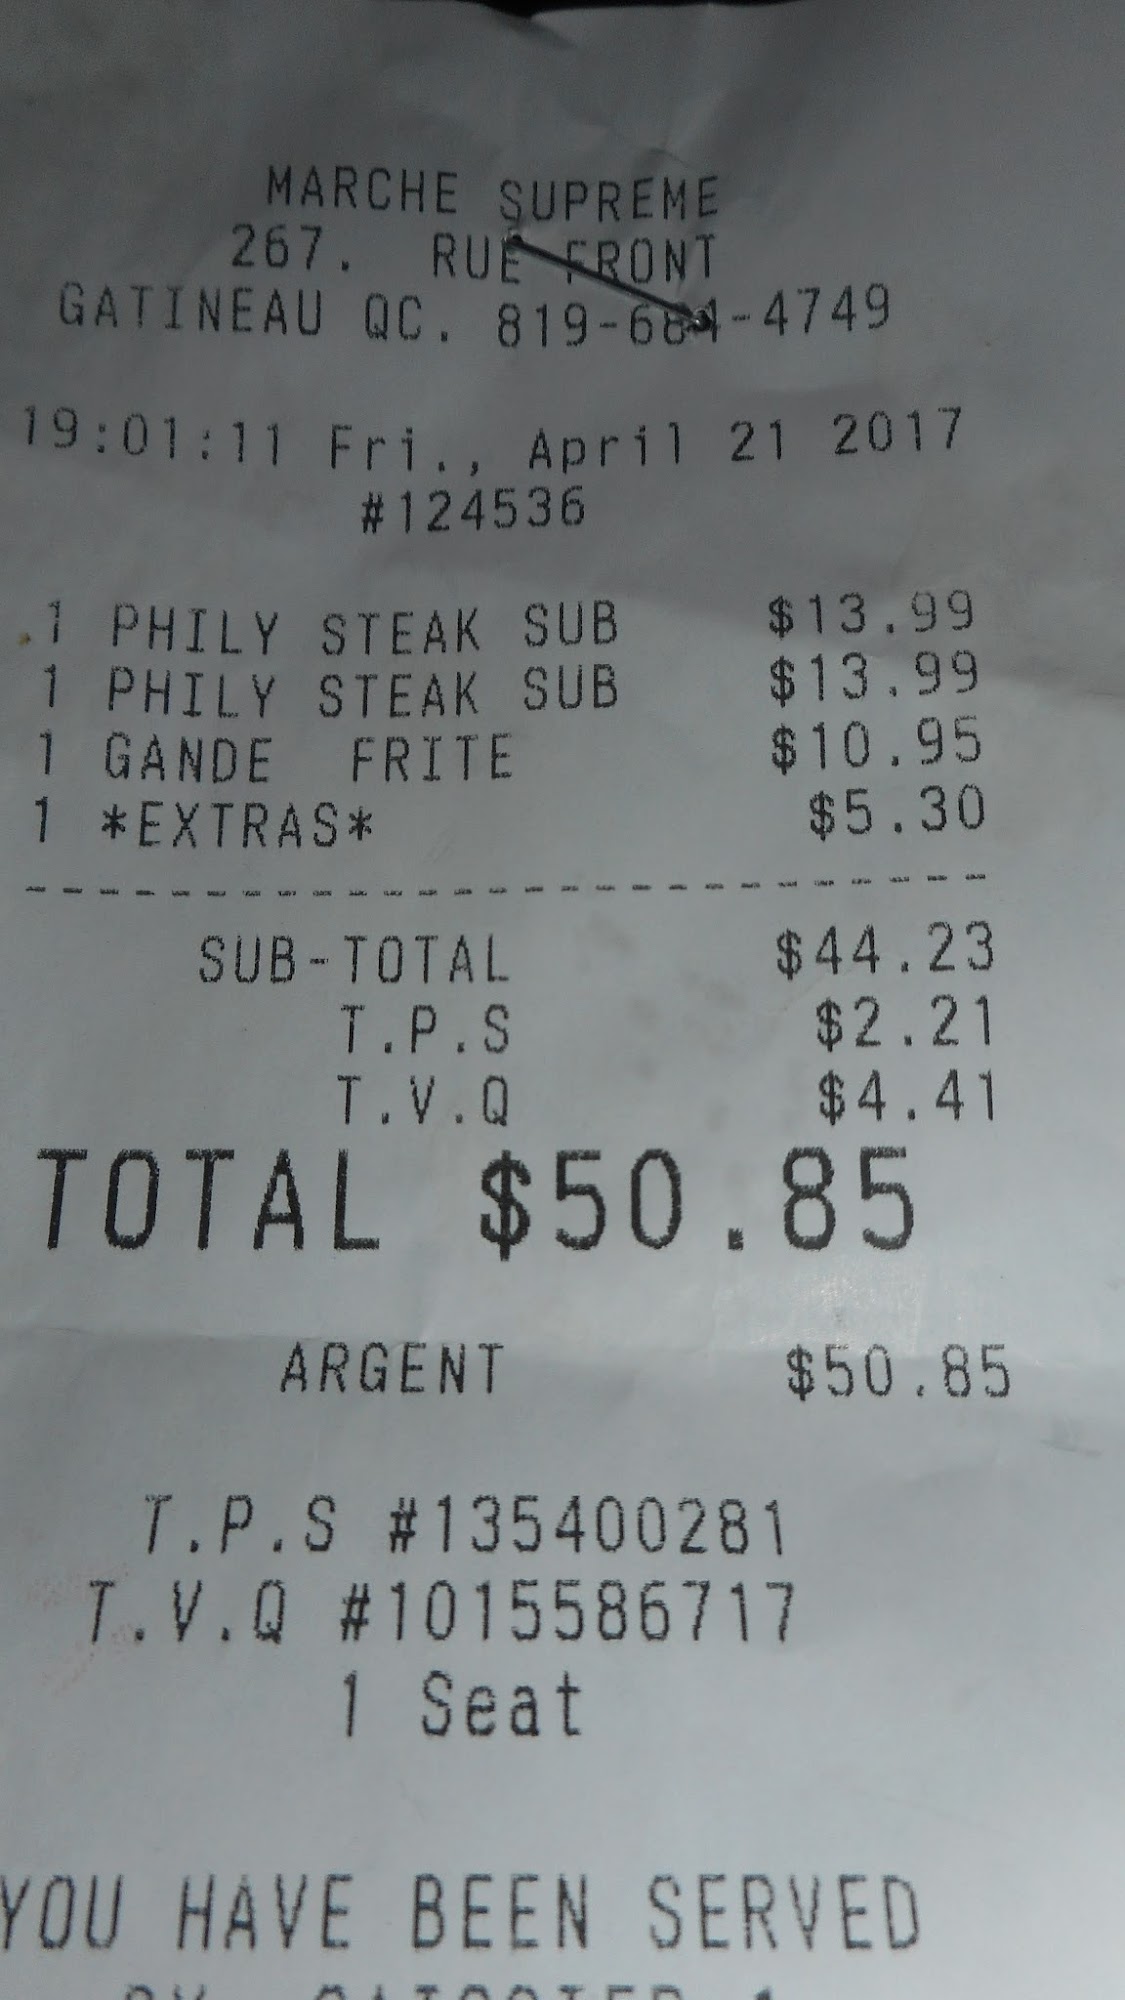 MARCHE SUPREME
267. RUE FRONT
GATINEAU QC. 819-684-4749
19:01:11 Fri., April 21 2017
#124536
1 PHILY STEAK SUB $13.99
1 PHILY STEAK SUB $13.99
1 GANDE FRITE $10.95
1 *EXTRAS* $5.30
SUB-TOTAL $44.23
T.P.S $2.21
T.V.Q $4.41
TOTAL $50.85
ARGENT $50.85
T.P.S #135400281
T.V.Q #1015586717
1 Seat
YOU HAVE BEEN SERVED